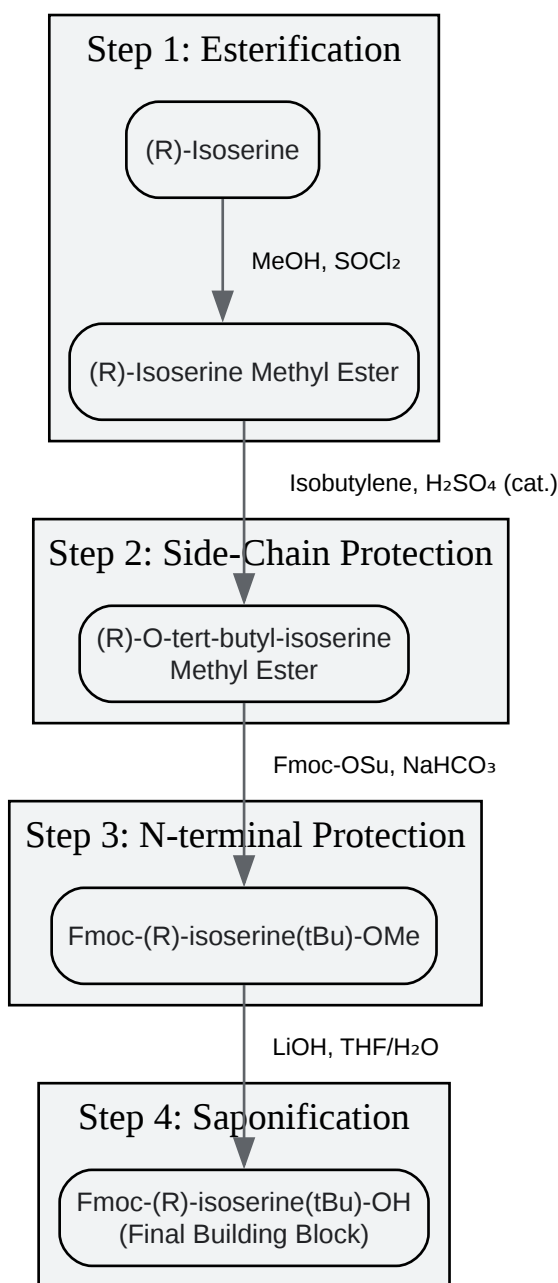 Step 1: Esterification
(R)-Isoserine
MeOH, SOCl₂
(R)-Isoserine Methyl Ester
Isobutylene, H₂SO₄ (cat.)
Step 2: Side-Chain Protection
(R)-O-tert-butyl-isoserine
Methyl Ester
Fmoc-OSu, NaHCO₃
Step 3: N-terminal Protection
Fmoc-(R)-isoserine(tBu)-OMe
LiOH, THF/H₂O
Step 4: Saponification
Fmoc-(R)-isoserine(tBu)-OH
(Final Building Block)